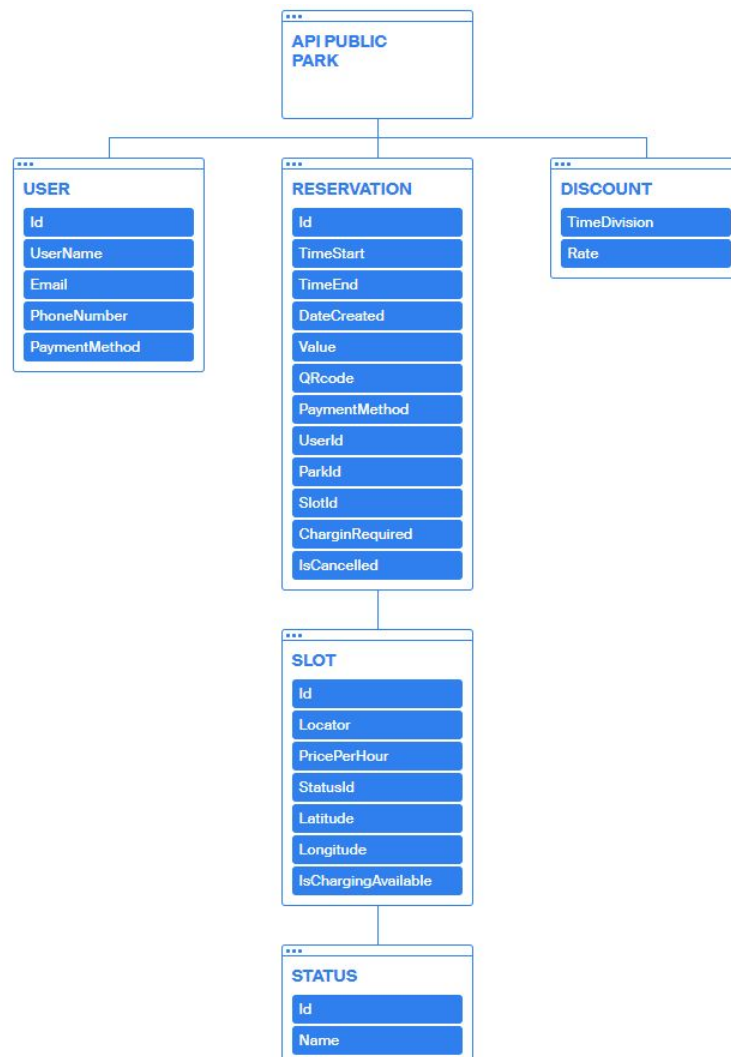 API PUBLIC
PARK
USER
Id
UserName
Email
PhoneNumber
PaymentMethod
RESERVATION
Id
TimeStart
TimeEnd
DateCreated
Value
QRcode
PaymentMethod
UserId
ParkId
SlotId
CharginRequired
IsCancelled
DISCOUNT
TimeDivision
Rate
SLOT
Id
Locator
PricePerHour
StatusId
Latitude
Longitude
IsChargingAvailable
STATUS
Id
Name